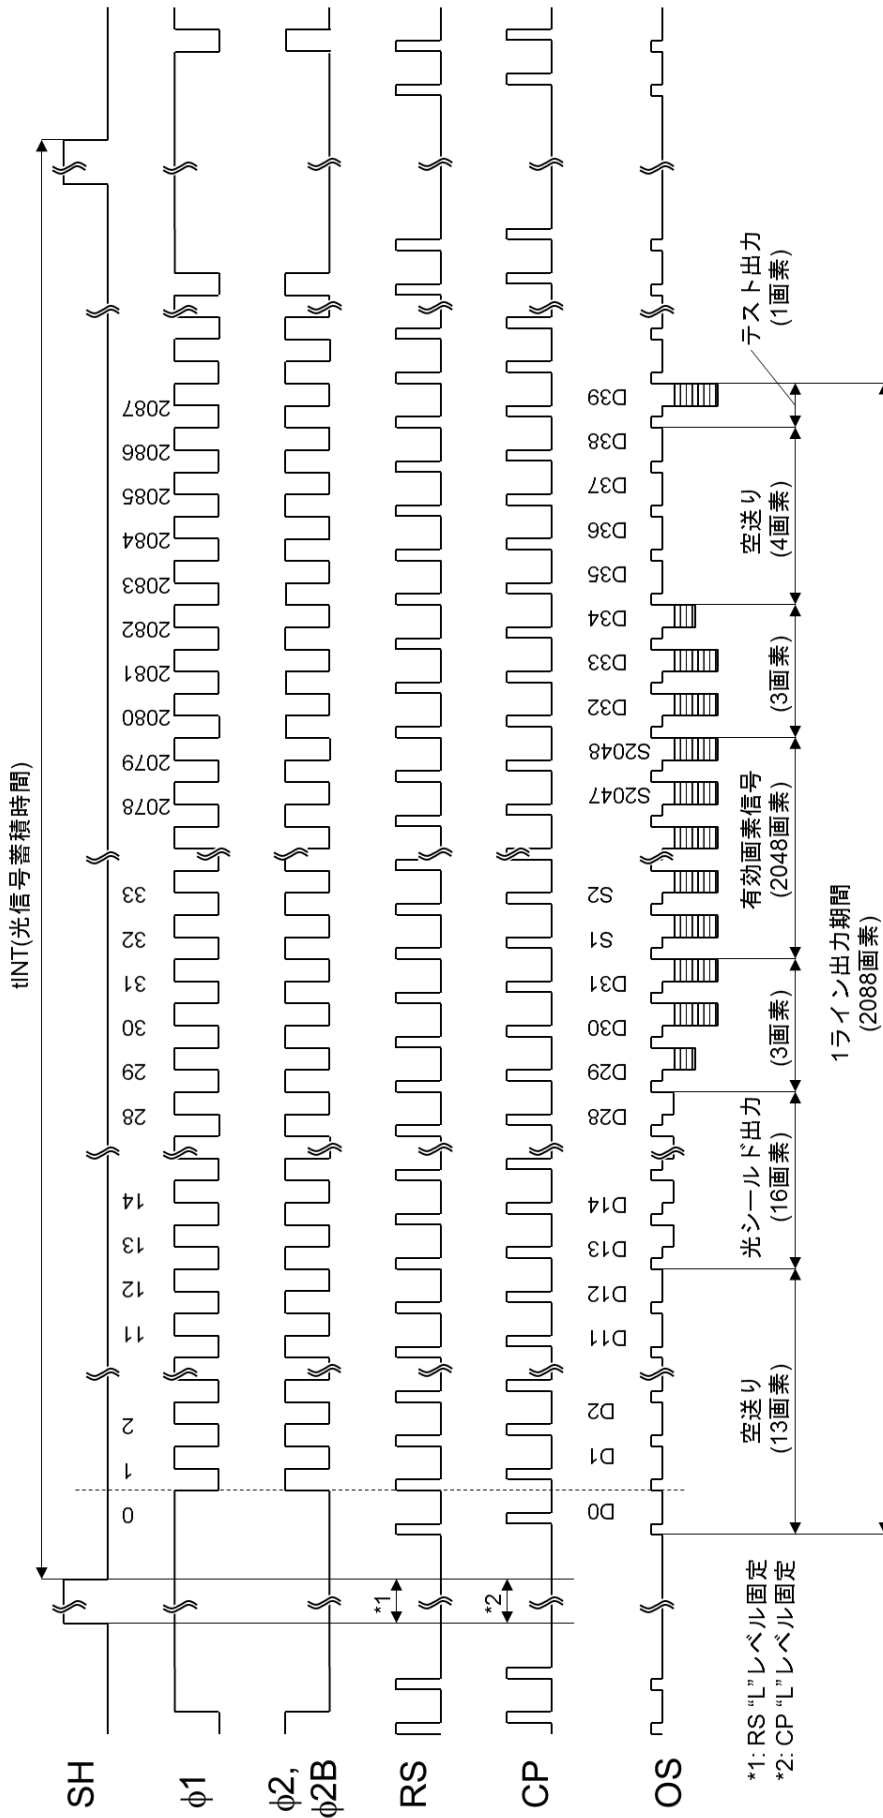 tINT(光信号蓄積時間)
SH
0 1 2 11 12 13 14 28 29 30 31 32 33 2078 2079 2080 2081 2082 2083 2084 2085 2086 2087
φ1
φ2,
φ2B
RS
*1
CP
*2
D0 D1 D2 D11 D12 D13 D14 D28 D29 D30 D31 S1 S2 S2047 S2048 D32 D33 D34 D35 D36 D37 D38 D39
OS
空送り
(13画素)
光シールド出力
(16画素)
(3画素)
有効画素信号
(2048画素)
(3画素)
空送り
(4画素)
テスト出力
(1画素)
1ライン出力期間
(2088画素)
*1: RS “L”レベル固定
*2: CP “L”レベル固定